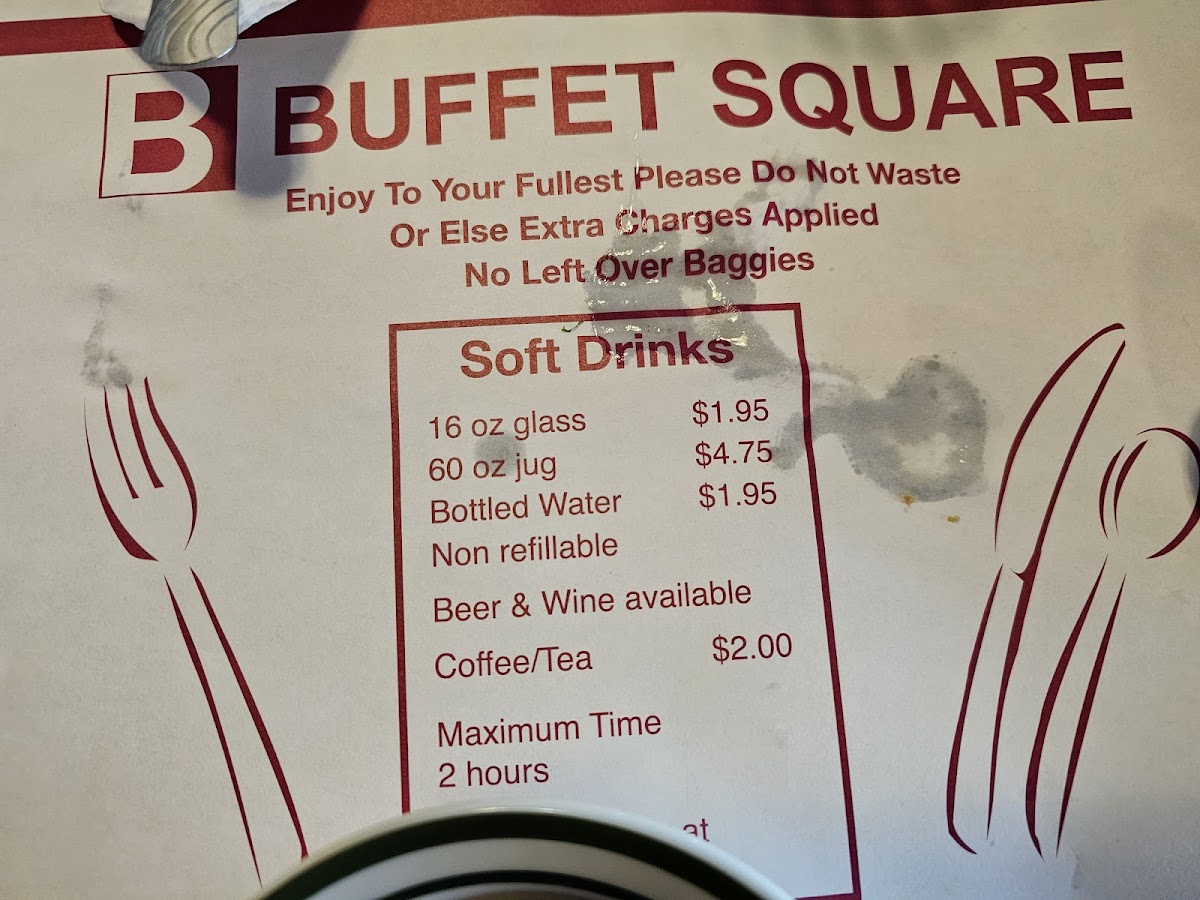 B BUFFET SQUARE
Enjoy To Your Fullest Please Do Not Waste
Or Else Extra Charges Applied
No Left Over Baggies
Soft Drinks
16 oz glass $1.95
60 oz jug $4.75
Bottled Water $1.95
Non refillable
Beer & Wine available
Coffee/Tea $2.00
Maximum Time
2 hours
at